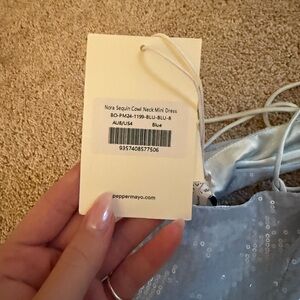 Nora Sequin Cowl Neck Mini Dress
BO-PM24-1199-BLU-BLU-8
AU8/US4 Blue
9357408577506
peppermayo.com